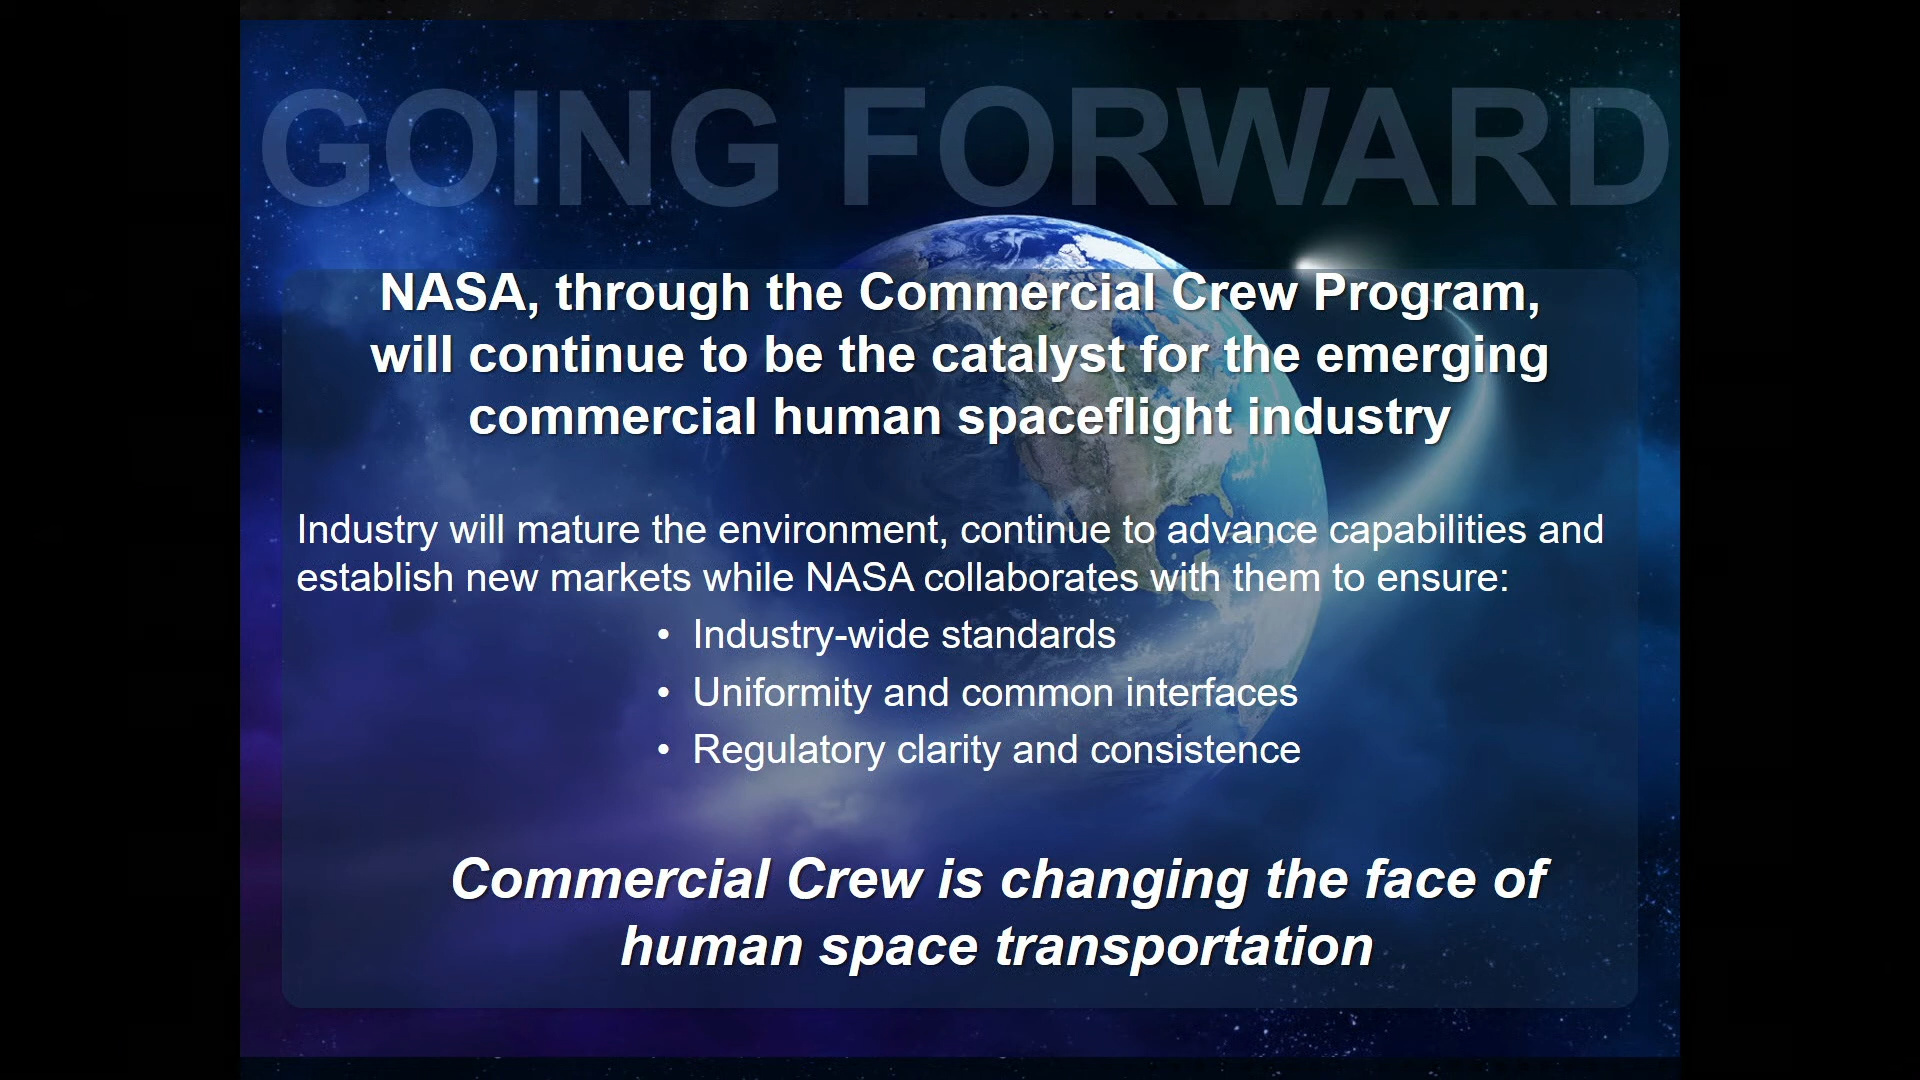 GOING FORWARD
NASA, through the Commercial Crew Program,
will continue to be the catalyst for the emerging
commercial human spaceflight industry
Industry will mature the environment, continue to advance capabilities and
establish new markets while NASA collaborates with them to ensure:
• Industry-wide standards
• Uniformity and common interfaces
• Regulatory clarity and consistence
Commercial Crew is changing the face of
human space transportation